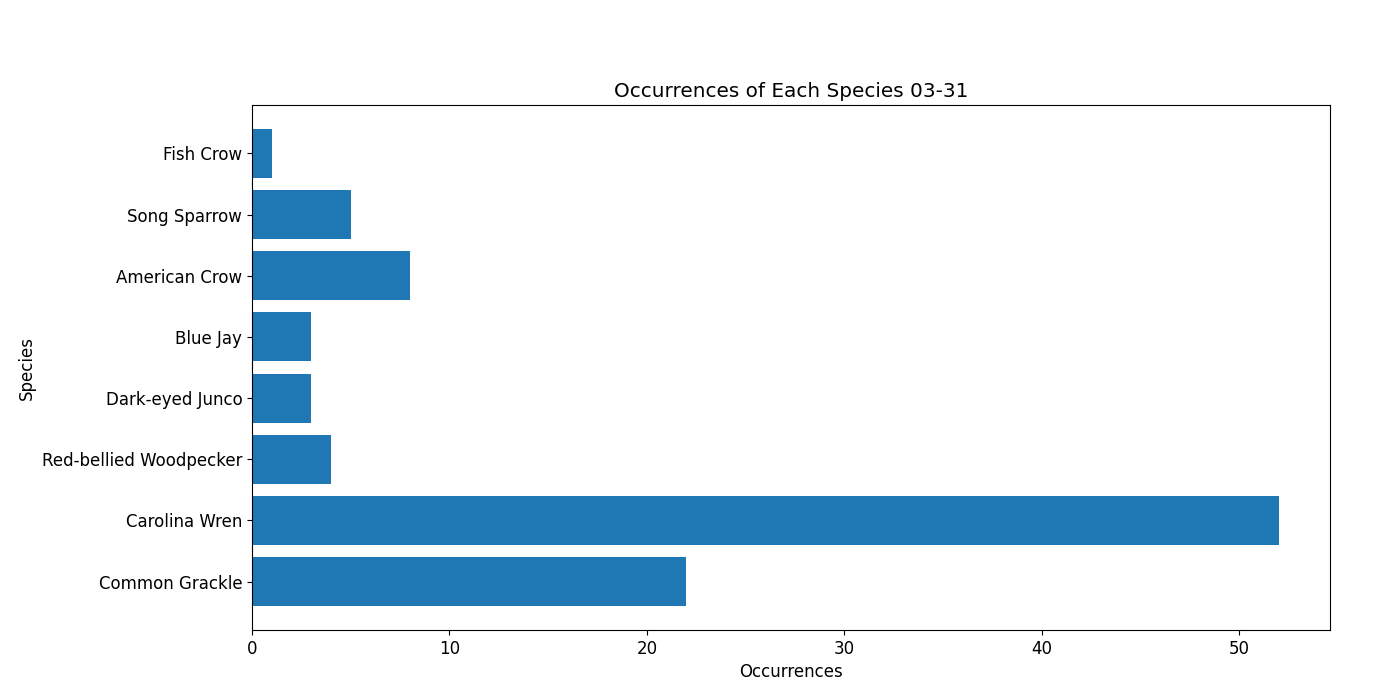 Occurrences of Each Species 03-31
Fish Crow
Song Sparrow
American Crow
Blue Jay
Dark-eyed Junco
Red-bellied Woodpecker
Carolina Wren
Common Grackle
Species
0 10 20 30 40 50
Occurrences